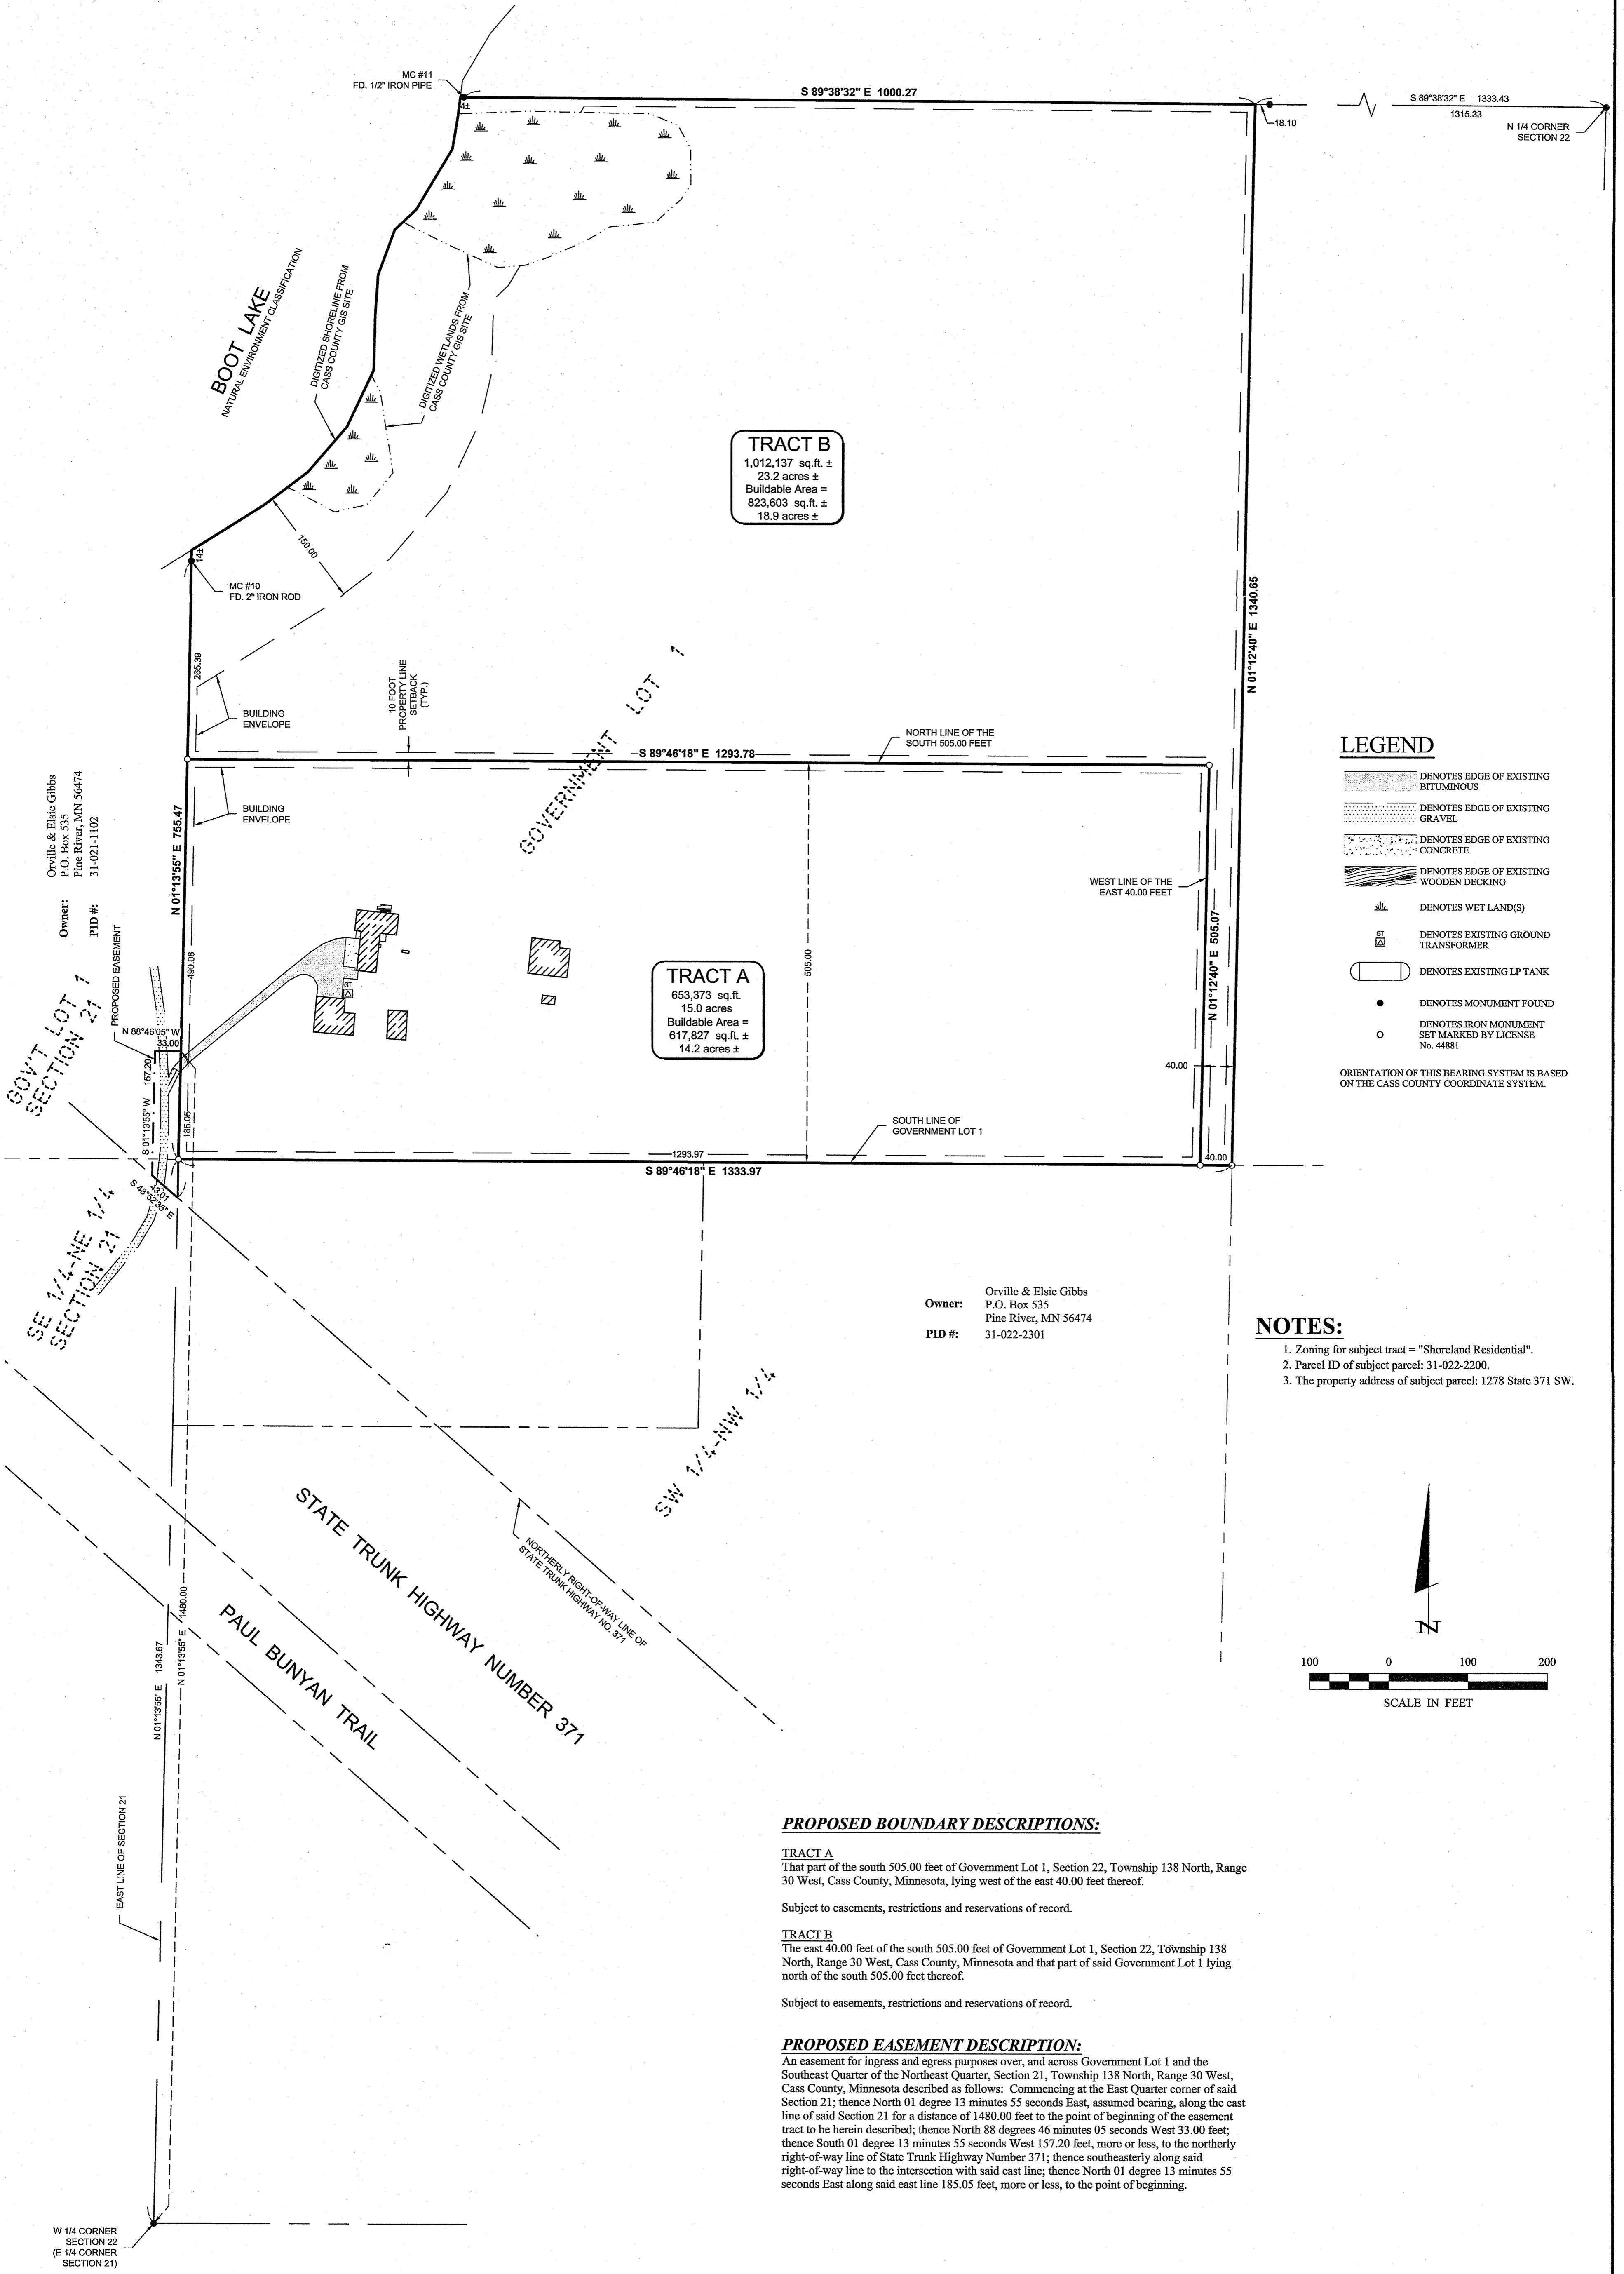 MC #11
FD. 1/2" IRON PIPE
4±
S 89°38'32" E 1000.27
18.10
S 89°38'32" E 1333.43
1315.33
N 1/4 CORNER
SECTION 22
BOOT LAKE
NATURAL ENVIRONMENT CLASSIFICATION
DIGITIZED SHORELINE FROM
CASS COUNTY GIS SITE
DIGITIZED WETLANDS FROM
CASS COUNTY GIS SITE
TRACT B
1,012,137 sq.ft. ±
23.2 acres ±
Buildable Area =
823,603 sq.ft. ±
18.9 acres ±
150.00
14±
MC #10
FD. 2" IRON ROD
N 01°12'40" E 1340.65
265.39
BUILDING
ENVELOPE
10 FOOT
PROPERTY LINE
SETBACK
(TYP.)
GOVERNMENT LOT 1
NORTH LINE OF THE
SOUTH 505.00 FEET
S 89°46'18" E 1293.78
BUILDING
ENVELOPE
Owner:
Orville & Elsie Gibbs
P.O. Box 535
Pine River, MN 56474
PID #:
31-021-1102
N 01°13'55" E 755.47
490.08
PROPOSED EASEMENT
GOV'T LOT 1
SECTION 21
N 88°46'05" W
33.00
S 01°13'55" W 157.20
185.05
43.01
S 48°52'35" E
SE 1/4-NE 1/4
SECTION 21
GT
TRACT A
653,373 sq.ft.
15.0 acres
Buildable Area =
617,827 sq.ft. ±
14.2 acres ±
505.00
WEST LINE OF THE
EAST 40.00 FEET
N 01°12'40" E 505.07
40.00
40.00
SOUTH LINE OF
GOVERNMENT LOT 1
1293.97
S 89°46'18" E 1333.97
LEGEND
DENOTES EDGE OF EXISTING
BITUMINOUS
DENOTES EDGE OF EXISTING
GRAVEL
DENOTES EDGE OF EXISTING
CONCRETE
DENOTES EDGE OF EXISTING
WOODEN DECKING
DENOTES WET LAND(S)
GT
DENOTES EXISTING GROUND
TRANSFORMER
DENOTES EXISTING LP TANK
DENOTES MONUMENT FOUND
DENOTES IRON MONUMENT
SET MARKED BY LICENSE
No. 44881
ORIENTATION OF THIS BEARING SYSTEM IS BASED
ON THE CASS COUNTY COORDINATE SYSTEM.
Owner:
Orville & Elsie Gibbs
P.O. Box 535
Pine River, MN 56474
PID #:
31-022-2301
NOTES:
1. Zoning for subject tract = "Shoreland Residential".
2. Parcel ID of subject parcel: 31-022-2200.
3. The property address of subject parcel: 1278 State 371 SW.
SW 1/4-NW 1/4
STATE TRUNK HIGHWAY NUMBER 371
NORTHERLY RIGHT-OF-WAY LINE OF
STATE TRUNK HIGHWAY NO. 371
PAUL BUNYAN TRAIL
N 01°13'55" E 1343.67
N 01°13'55" E 1480.00
EAST LINE OF SECTION 21
N
100 0 100 200
SCALE IN FEET
PROPOSED BOUNDARY DESCRIPTIONS:
TRACT A
That part of the south 505.00 feet of Government Lot 1, Section 22, Township 138 North, Range
30 West, Cass County, Minnesota, lying west of the east 40.00 feet thereof.
Subject to easements, restrictions and reservations of record.
TRACT B
The east 40.00 feet of the south 505.00 feet of Government Lot 1, Section 22, Township 138
North, Range 30 West, Cass County, Minnesota and that part of said Government Lot 1 lying
north of the south 505.00 feet thereof.
Subject to easements, restrictions and reservations of record.
PROPOSED EASEMENT DESCRIPTION:
An easement for ingress and egress purposes over, and across Government Lot 1 and the
Southeast Quarter of the Northeast Quarter, Section 21, Township 138 North, Range 30 West,
Cass County, Minnesota described as follows: Commencing at the East Quarter corner of said
Section 21; thence North 01 degree 13 minutes 55 seconds East, assumed bearing, along the east
line of said Section 21 for a distance of 1480.00 feet to the point of beginning of the easement
tract to be herein described; thence North 88 degrees 46 minutes 05 seconds West 33.00 feet;
thence South 01 degree 13 minutes 55 seconds West 157.20 feet, more or less, to the northerly
right-of-way line of State Trunk Highway Number 371; thence southeasterly along said
right-of-way line to the intersection with said east line; thence North 01 degree 13 minutes 55
seconds East along said east line 185.05 feet, more or less, to the point of beginning.
W 1/4 CORNER
SECTION 22
(E 1/4 CORNER
SECTION 21)